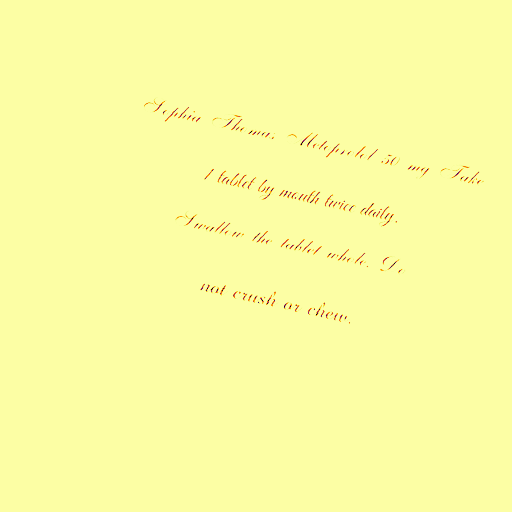 Sophia Thoma, Metoprolol 50 mg Take
1 tablet by mouth twice daily.
Swallow the tablet whole. Do
not crush or chew.